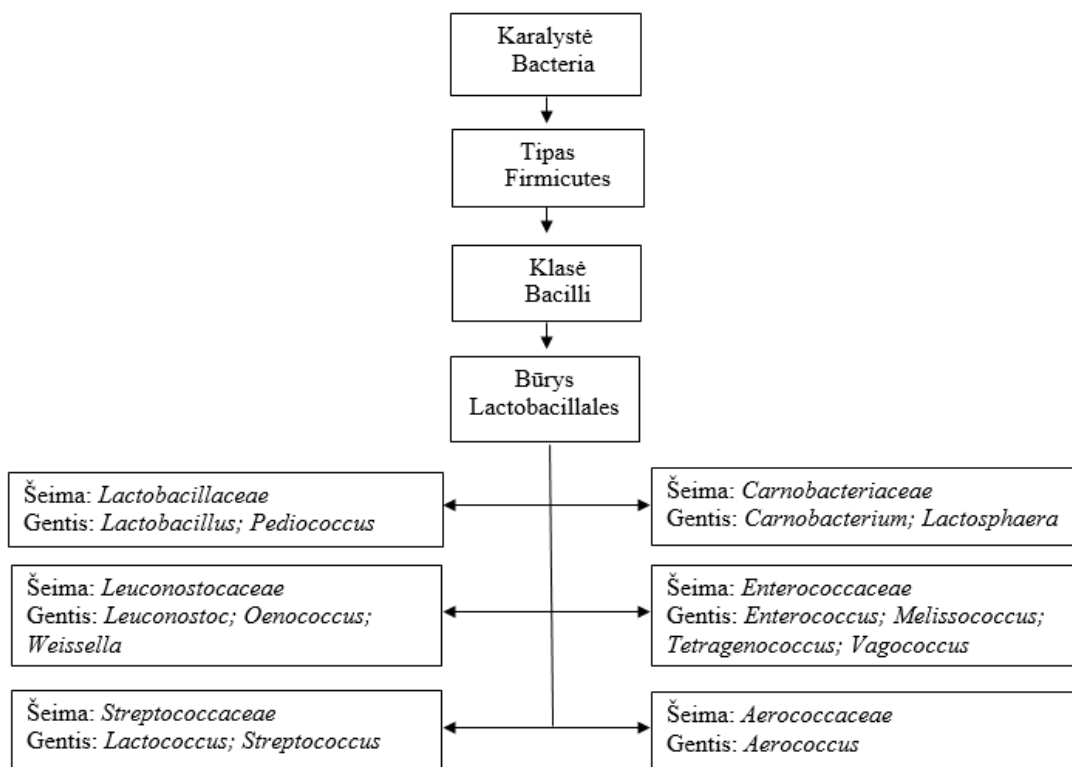 Karalystė
Bacteria
Tipas
Firmicutes
Klasė
Bacilli
Būrys
Lactobacillales
Šeima: Lactobacillaceae
Gentis: Lactobacillus; Pediococcus
Šeima: Carnobacteriaceae
Gentis: Carnobacterium; Lactosphaera
Šeima: Leuconostocaceae
Gentis: Leuconostoc; Oenococcus;
Weissella
Šeima: Enterococcaceae
Gentis: Enterococcus; Melissococcus;
Tetragenococcus; Vagococcus
Šeima: Streptococcaceae
Gentis: Lactococcus; Streptococcus
Šeima: Aerococcaceae
Gentis: Aerococcus